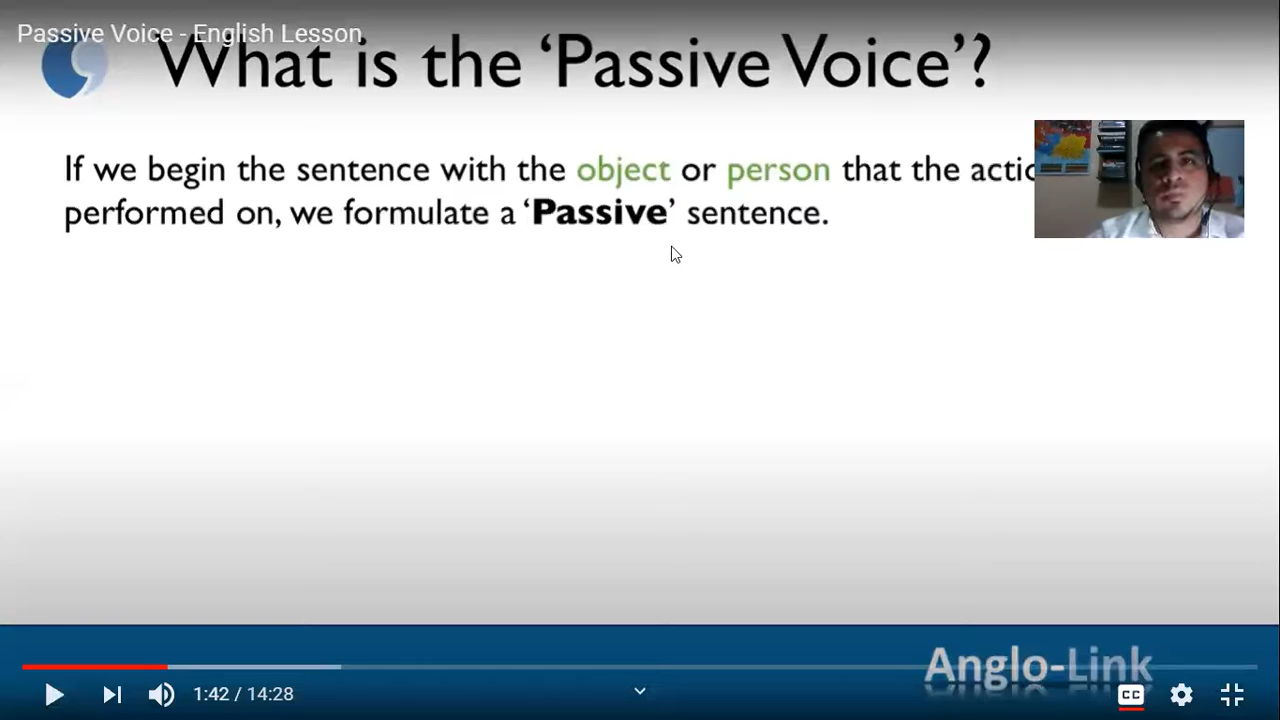 Passive Voice - English Lesson
What is the ‘Passive Voice’?
If we begin the sentence with the object or person that the actio
performed on, we formulate a ‘Passive’ sentence.
Anglo-Link
1:42 / 14:28
CC